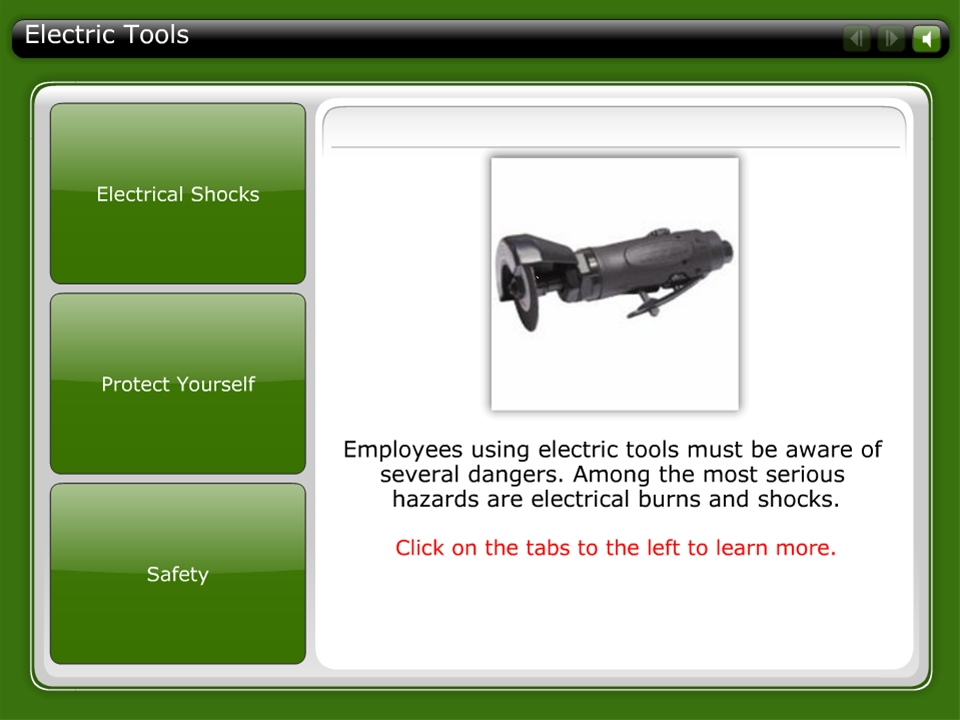 Electric Tools
Electrical Shocks
Protect Yourself
Safety
Employees using electric tools must be aware of
several dangers. Among the most serious
hazards are electrical burns and shocks.
Click on the tabs to the left to learn more.